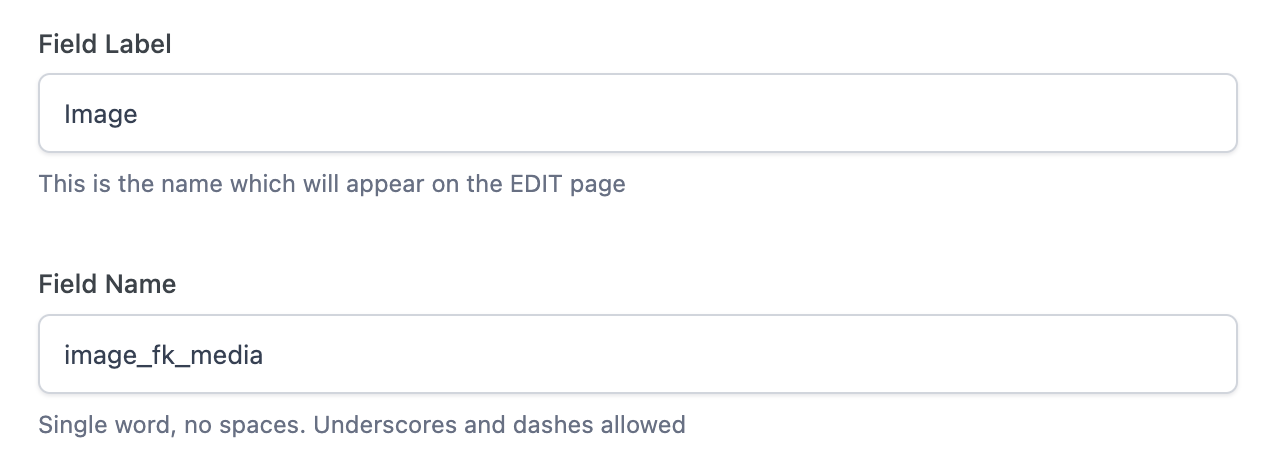 Field Label
Image
This is the name which will appear on the EDIT page
Field Name
image_fk_media
Single word, no spaces. Underscores and dashes allowed